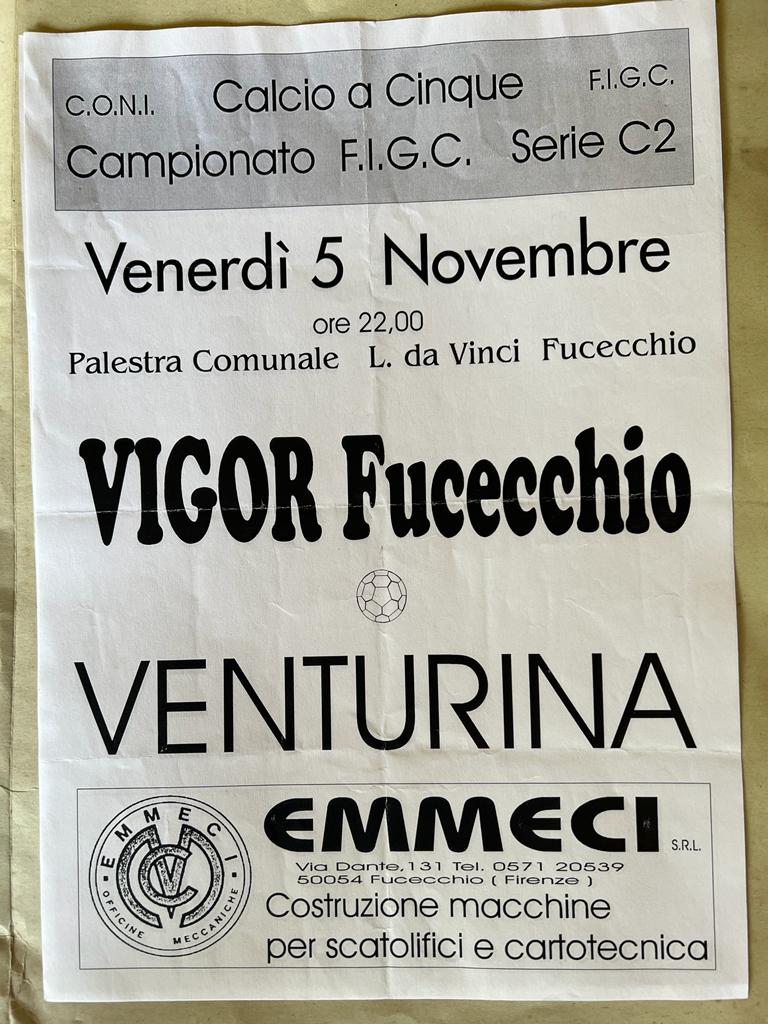 C.O.N.I. Calcio a Cinque F.I.G.C.
Campionato F.I.G.C. Serie C2
Venerdì 5 Novembre
ore 22,00
Palestra Comunale L. da Vinci Fucecchio
VIGOR Fucecchio
VENTURINA
EMMECI
OFFICINE MECCANICHE
EMMECI S.R.L.
Via Dante,131 Tel. 0571 20539
50054 Fucecchio ( Firenze )
Costruzione macchine
per scatolifici e cartotecnica